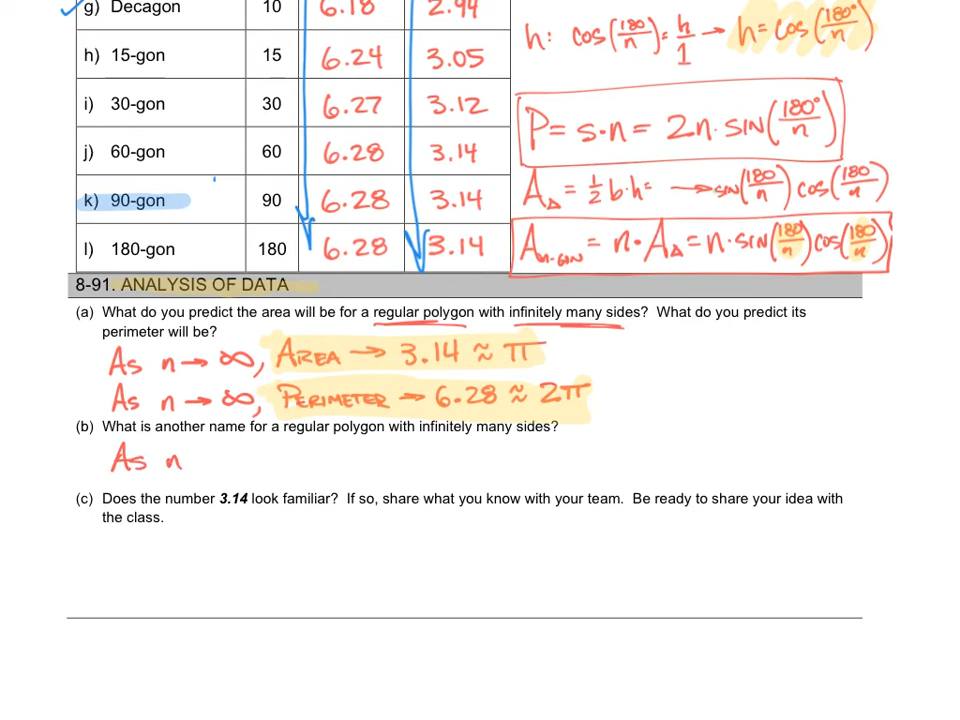 g) Decagon 10 6.18 2.94
h) 15-gon 15 6.24 3.05
i) 30-gon 30 6.27 3.12
j) 60-gon 60 6.28 3.14
k) 90-gon 90 6.28 3.14
l) 180-gon 180 6.28 3.14
h: cos(180/n) = h/1 → h = cos(180°/n)
P = s·n = 2n·sin(180°/n)
A△ = 1/2 b·h = → sin(180/n) cos(180/n)
An-gon = n·A△ = n·sin(180/n) cos(180/n)
8-91. ANALYSIS OF DATA
(a) What do you predict the area will be for a regular polygon with infinitely many sides? What do you predict its
perimeter will be?
As n → ∞, AREA → 3.14 ≈ π
As n → ∞, PERIMETER → 6.28 ≈ 2π
(b) What is another name for a regular polygon with infinitely many sides?
As n
(c) Does the number 3.14 look familiar? If so, share what you know with your team. Be ready to share your idea with
the class.